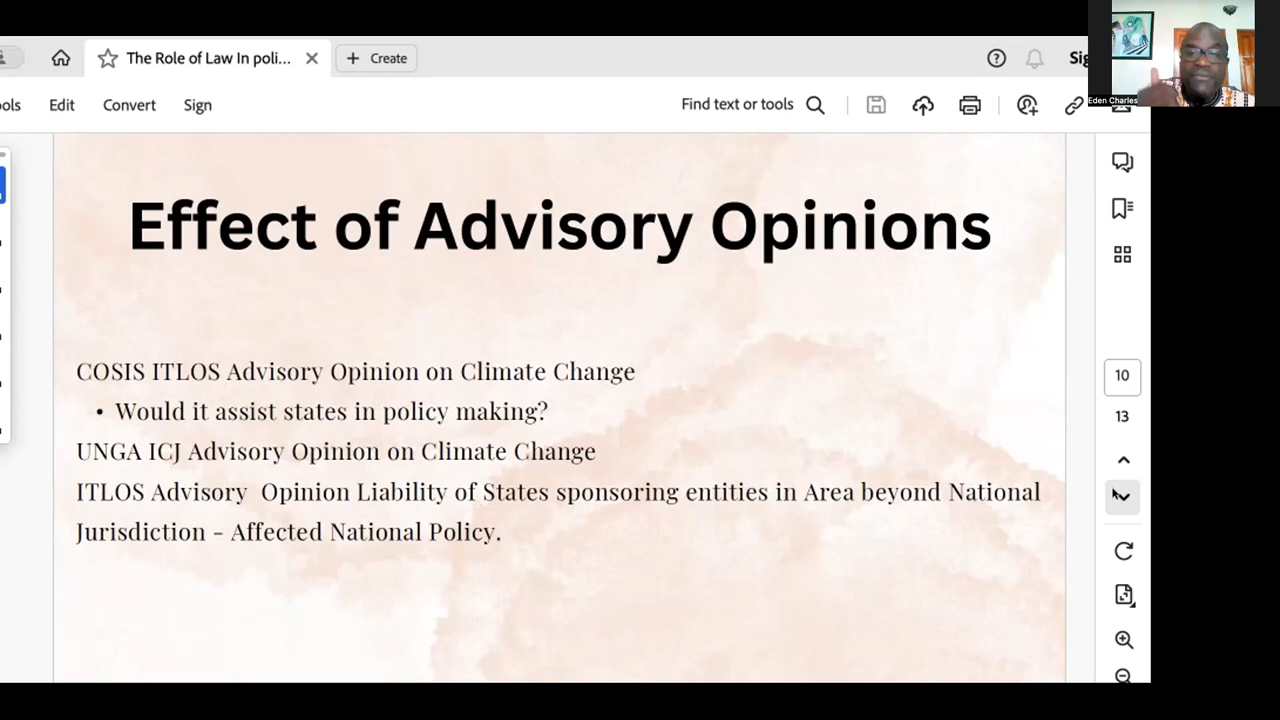 The Role of Law In poli...
Create
Sig
Eden Charles
ols
Edit
Convert
Sign
Find text or tools
Effect of Advisory Opinions
COSIS ITLOS Advisory Opinion on Climate Change
• Would it assist states in policy making?
UNGA ICJ Advisory Opinion on Climate Change
ITLOS Advisory Opinion Liability of States sponsoring entities in Area beyond National
Jurisdiction - Affected National Policy.
10
13